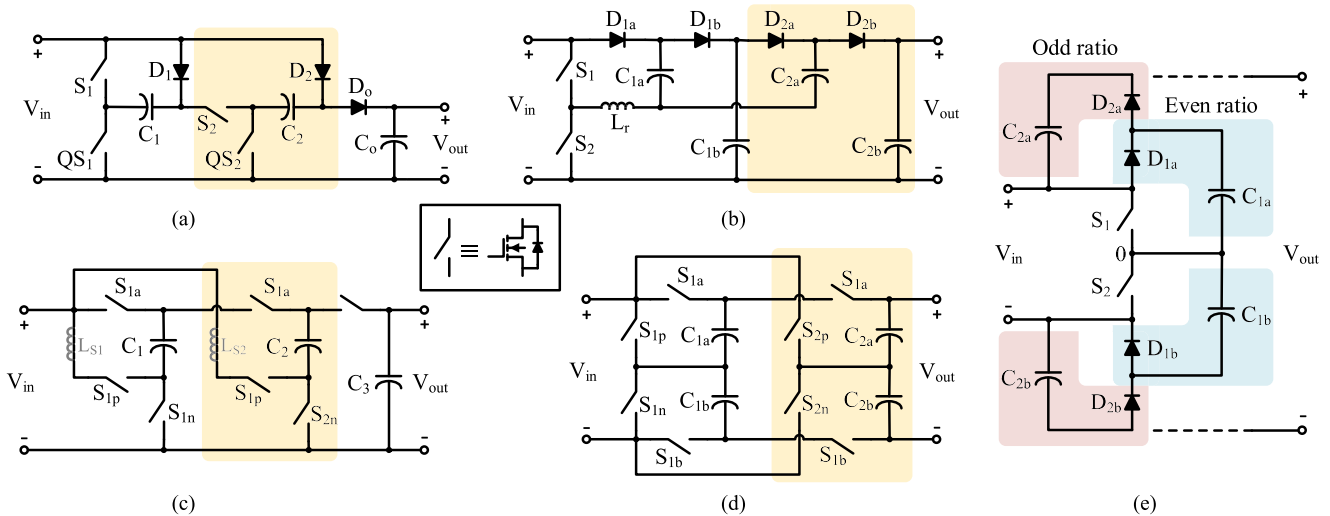 +
S1
D1
D2
Do
Vin
C1
S2
C2
QS1
QS2
Co
Vout
+
-
-
(a)
D1a
D1b
D2a
D2b
+
+
S1
C1a
C2a
Vin
Lr
Vout
S2
C1b
C2b
-
-
(b)
S1a
S1a
+
+
LS1
C1
LS2
C2
Vin
S1p
S1p
C3
Vout
S1n
S2n
-
-
(c)
≡
S1a
S1a
+
+
S1p
C1a
S2p
C2a
Vin
Vout
S1n
C1b
S2n
C2b
-
-
S1b
S1b
(d)
Odd ratio
D2a
+
Even ratio
C2a
D1a
C1a
+
S1
Vin
0
Vout
S2
-
C1b
D1b
C2b
D2b
-
(e)